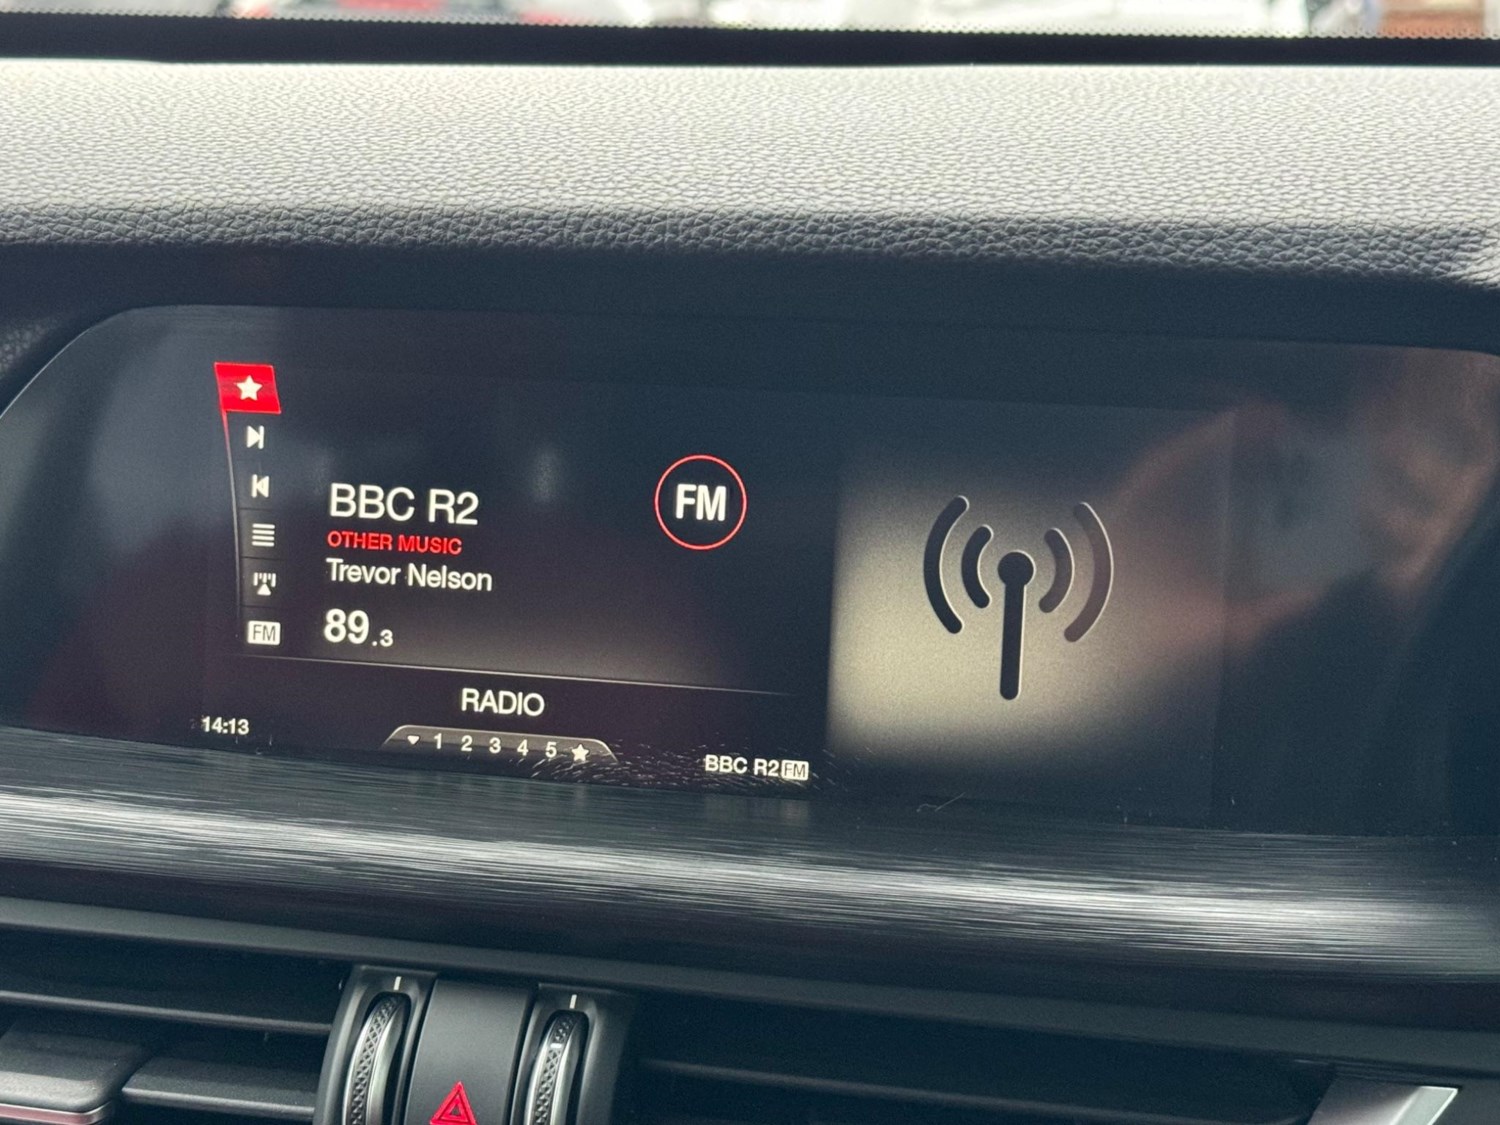 BBC R2
FM
OTHER MUSIC
Trevor Nelson
89.3
FM
RADIO
14:13
1 2 3 4 5
BBC R2 FM